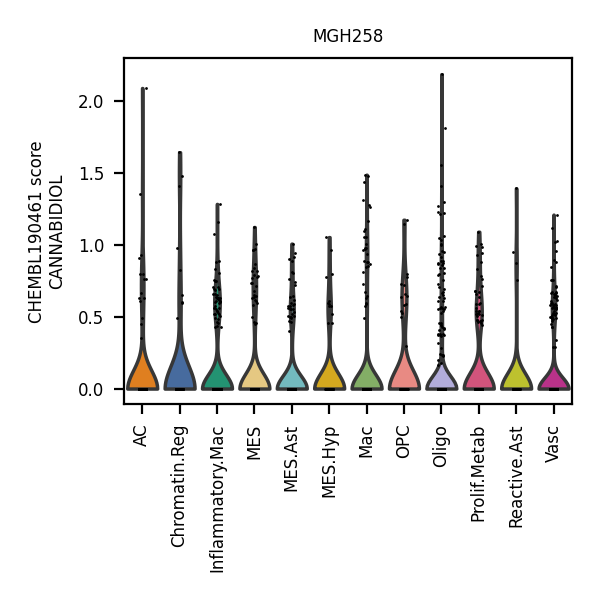 MGH258
CHEMBL190461 score
CANNABIDIOL
2.0
1.5
1.0
0.5
0.0
AC
Chromatin.Reg
Inflammatory.Mac
MES
MES.Ast
MES.Hyp
Mac
OPC
Oligo
Prolif.Metab
Reactive.Ast
Vasc